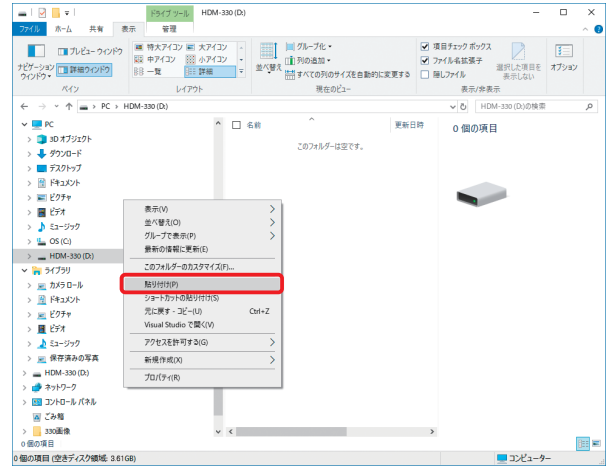 ドライブ ツール HDM-330 (D:)
ファイル ホーム 共有 表示 管理
ナビゲーション ウィンドウ プレビュー ウィンドウ 詳細ウィンドウ
特大アイコン 大アイコン
中アイコン 小アイコン
一覧 詳細
並べ替え グループ化
列の追加
すべての列のサイズを自動的に変更する
項目チェック ボックス
ファイル名拡張子
隠しファイル
選択した項目を
表示しない
オプション
ペイン レイアウト 現在のビュー 表示/非表示
PC > HDM-330 (D:) HDM-330 (D:)の検索
PC
3D オブジェクト
ダウンロード
デスクトップ
ドキュメント
ピクチャ
ビデオ
ミュージック
OS (C:)
HDM-330 (D:)
ライブラリ
カメラ ロール
ドキュメント
ピクチャ
ビデオ
ミュージック
保存済みの写真
HDM-330 (D:)
ネットワーク
コントロール パネル
ごみ箱
330画像
名前 更新日時
このフォルダーは空です。
0 個の項目
表示(V)
並べ替え(O)
グループで表示(P)
最新の情報に更新(E)
このフォルダーのカスタマイズ(F)...
貼り付け(P)
ショートカットの貼り付け(S)
元に戻す - コピー(U) Ctrl+Z
Visual Studio で開く(V)
アクセスを許可する(G)
新規作成(X)
プロパティ(R)
0 個の項目
0 個の項目 (空きディスク領域: 3.61GB) コンピューター